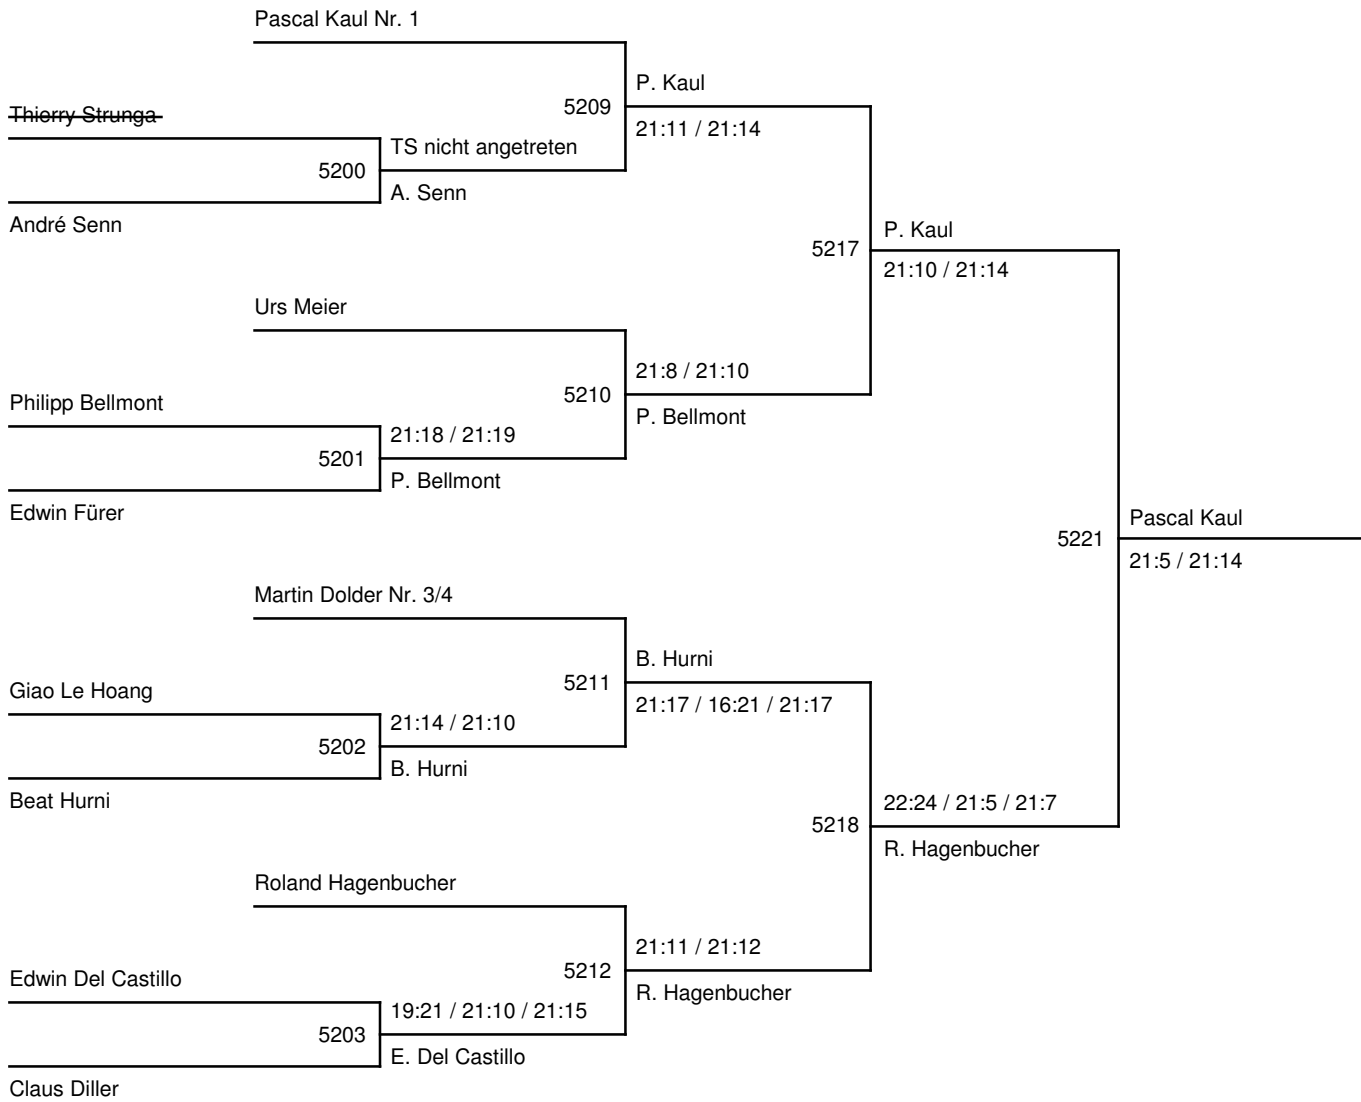 Pascal Kaul Nr. 1
P. Kaul
5209
Thierry Strunga
21:11 / 21:14
TS nicht angetreten
5200
A. Senn
André Senn
P. Kaul
5217
21:10 / 21:14
Urs Meier
21:8 / 21:10
5210
Philipp Bellmont
P. Bellmont
21:18 / 21:19
5201
P. Bellmont
Edwin Fürer
Pascal Kaul
5221
21:5 / 21:14
Martin Dolder Nr. 3/4
B. Hurni
5211
Giao Le Hoang
21:17 / 16:21 / 21:17
21:14 / 21:10
5202
B. Hurni
Beat Hurni
22:24 / 21:5 / 21:7
5218
R. Hagenbucher
Roland Hagenbucher
21:11 / 21:12
5212
Edwin Del Castillo
R. Hagenbucher
19:21 / 21:10 / 21:15
5203
E. Del Castillo
Claus Diller